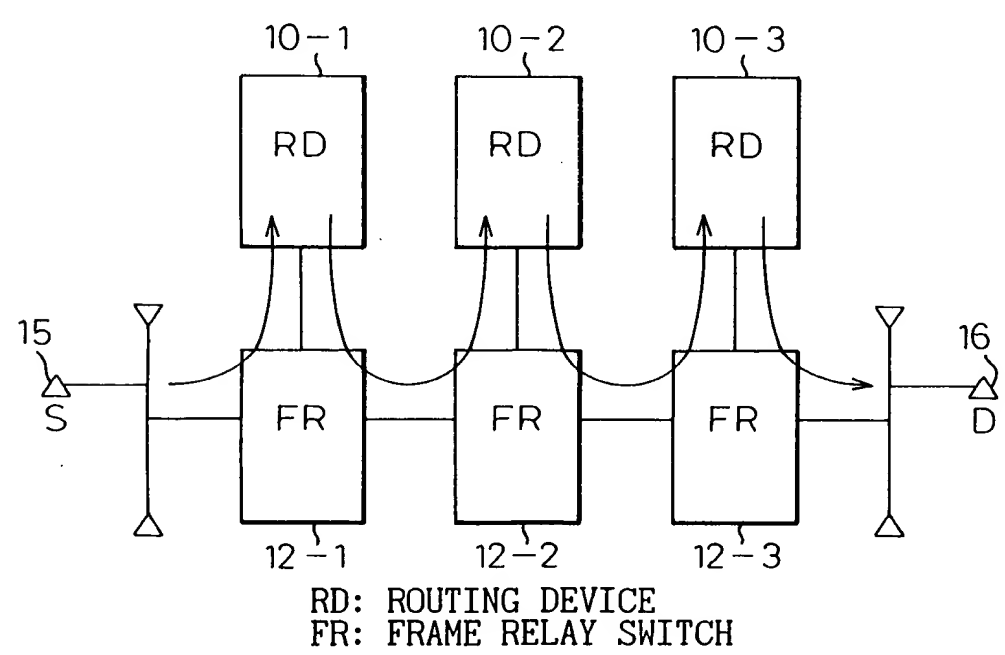 10-1 10-2 10-3
RD RD RD
15 16
S FR FR FR D
12-1 12-2 12-3
RD: ROUTING DEVICE
FR: FRAME RELAY SWITCH